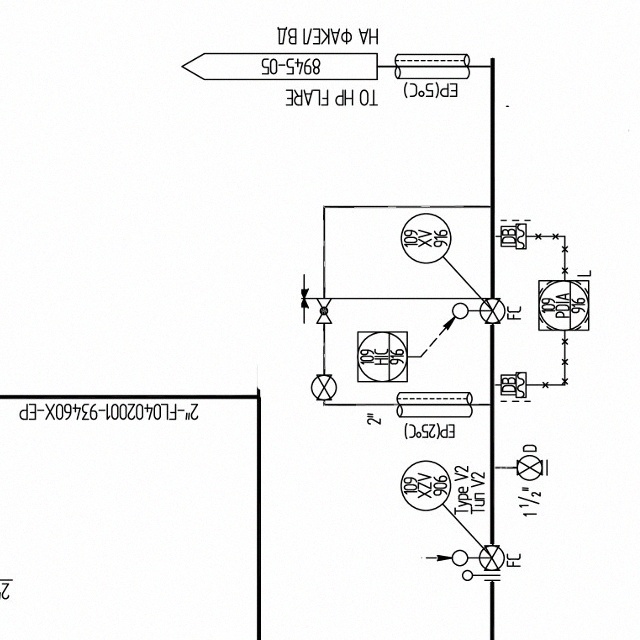 НА ФАКЕЛ ВД
8945-05
TO HP FLARE
EP(5°C)
109
XV
916
DB
109
PDIA
916
L
FC
109
HIC
916
DB
2"
EP(25°C)
2"-FL0402001-93460X-EP
109
XZV
906
Type V2
Тип V2
D
1 1/2"
FC